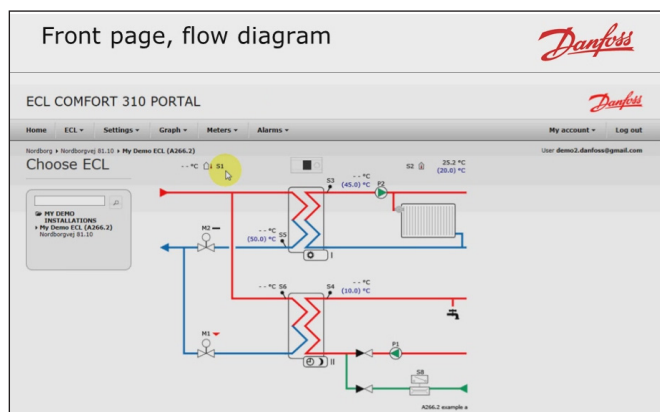 Front page, flow diagram
Danfoss
ECL COMFORT 310 PORTAL
Danfoss
Home ECL Settings Graph Meters Alarms My account Log out
Nordborg Nordborgvej 81.10 My Demo ECL (A266.2) User demo2.danfoss@gmail.com
Choose ECL
- - °C S1
S2 25.2 °C
(20.0) °C
MY DEMO
INSTALLATIONS
My Demo ECL (A266.2)
Nordborgvej 81.10
- - °C S3
(45.0) °C
P2
M2
- - °C
(50.0) °C S5
I
- - °C S6
S4 - - °C
(10.0) °C
M1
P1
II
S8
A266.2 example a